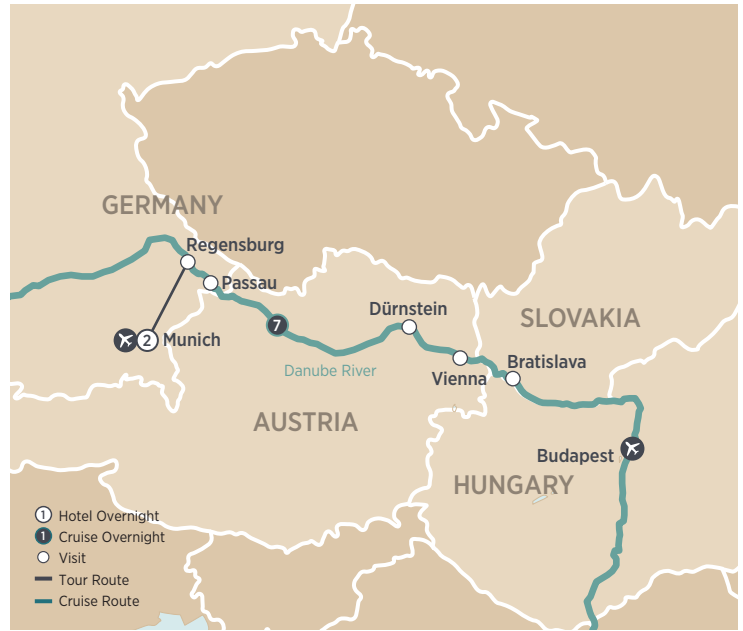 GERMANY
Regensburg
Passau
2 Munich
7
Dürnstein
SLOVAKIA
Danube River
Vienna
Bratislava
AUSTRIA
Budapest
HUNGARY
1 Hotel Overnight
1 Cruise Overnight
Visit
Tour Route
Cruise Route